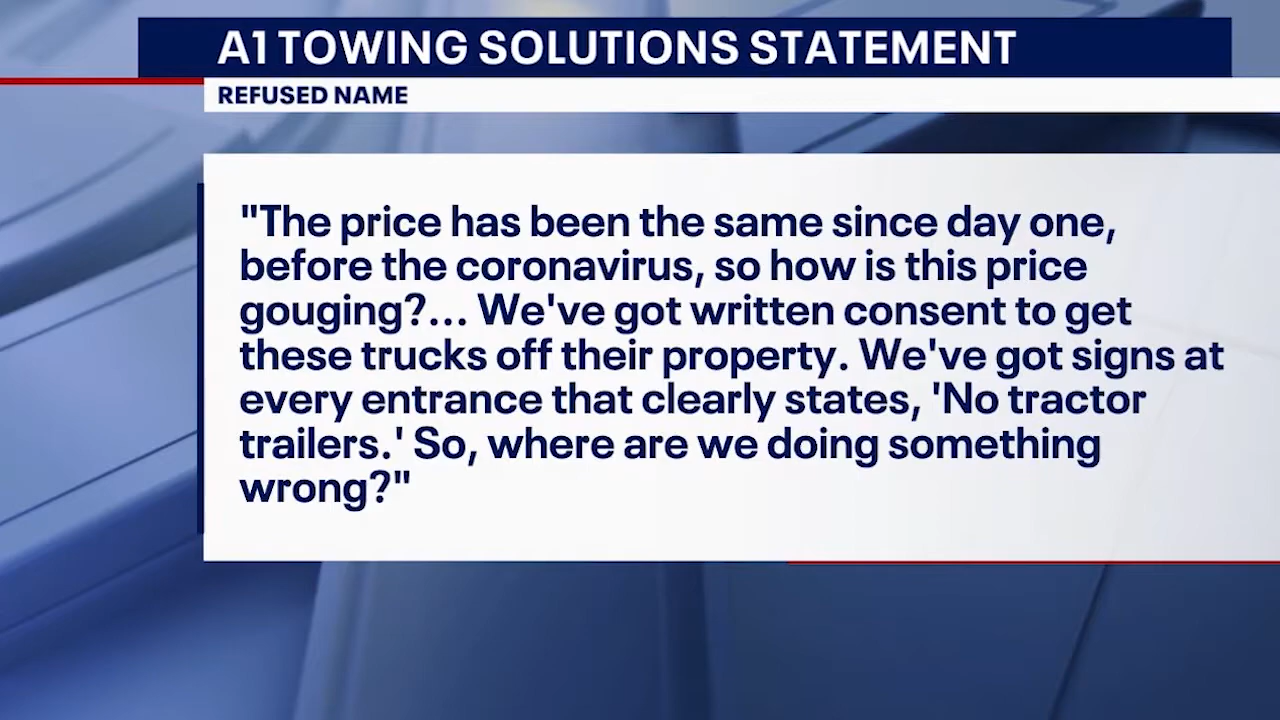 A1 TOWING SOLUTIONS STATEMENT
REFUSED NAME
"The price has been the same since day one,
before the coronavirus, so how is this price
gouging?... We've got written consent to get
these trucks off their property. We've got signs at
every entrance that clearly states, 'No tractor
trailers.' So, where are we doing something
wrong?"